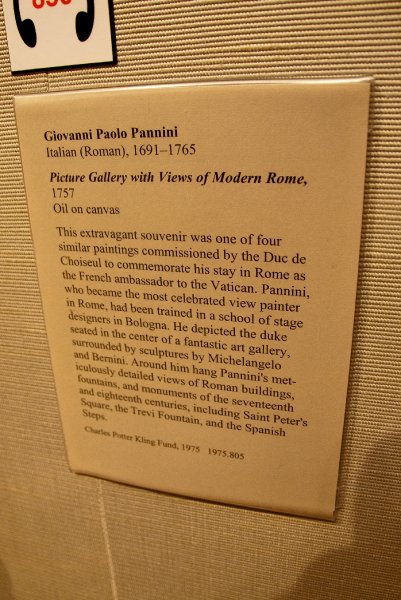 Giovanni Paolo Pannini
Italian (Roman), 1691–1765
Picture Gallery with Views of Modern Rome,
1757
Oil on canvas
This extravagant souvenir was one of four
similar paintings commissioned by the Duc de
Choiseul to commemorate his stay in Rome as
the French ambassador to the Vatican. Pannini,
who became the most celebrated view painter
in Rome, had been trained in a school of stage
designers in Bologna. He depicted the duke
seated in the center of a fantastic art gallery,
surrounded by sculptures by Michelangelo
and Bernini. Around him hang Pannini's met-
iculously detailed views of Roman buildings,
fountains, and monuments of the seventeenth
and eighteenth centuries, including Saint Peter's
Square, the Trevi Fountain, and the Spanish
Steps.
Charles Potter Kling Fund, 1975 1975.805